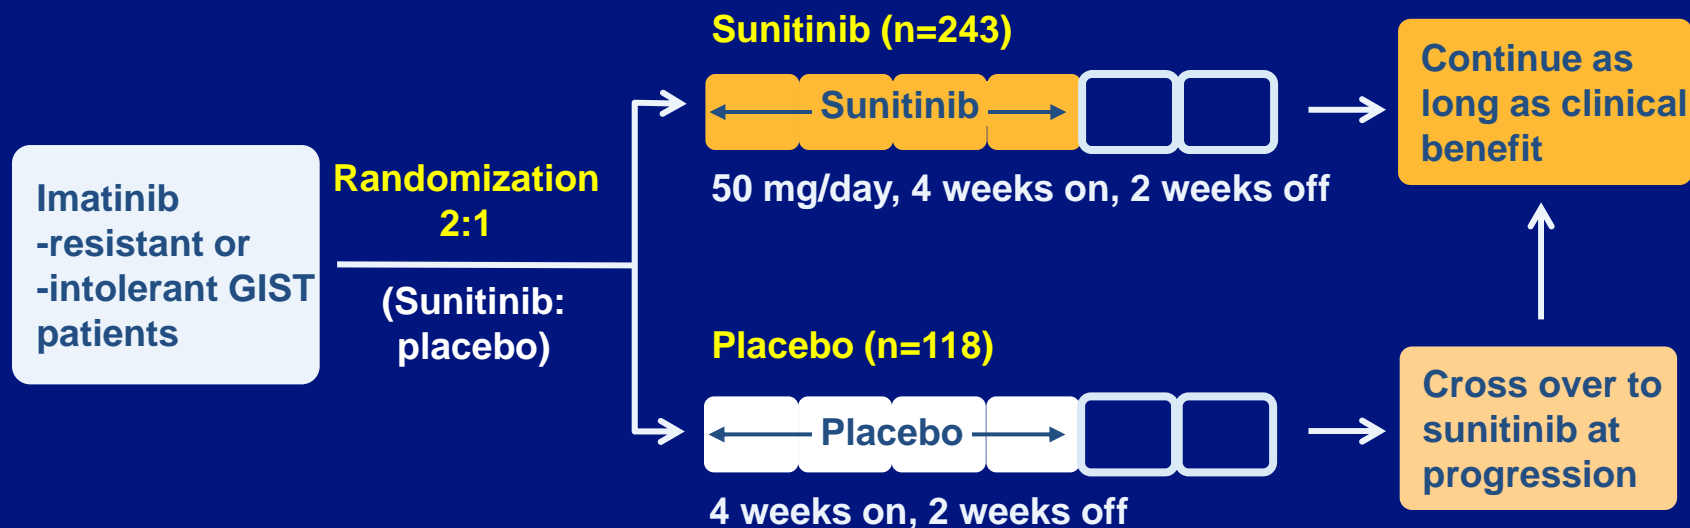 Imatinib
-resistant or
-intolerant GIST
patients
Randomization
2:1
(Sunitinib:
placebo)
Sunitinib (n=243)
Sunitinib
50 mg/day, 4 weeks on, 2 weeks off
Continue as
long as clinical
benefit
Placebo (n=118)
Placebo
4 weeks on, 2 weeks off
Cross over to
sunitinib at
progression